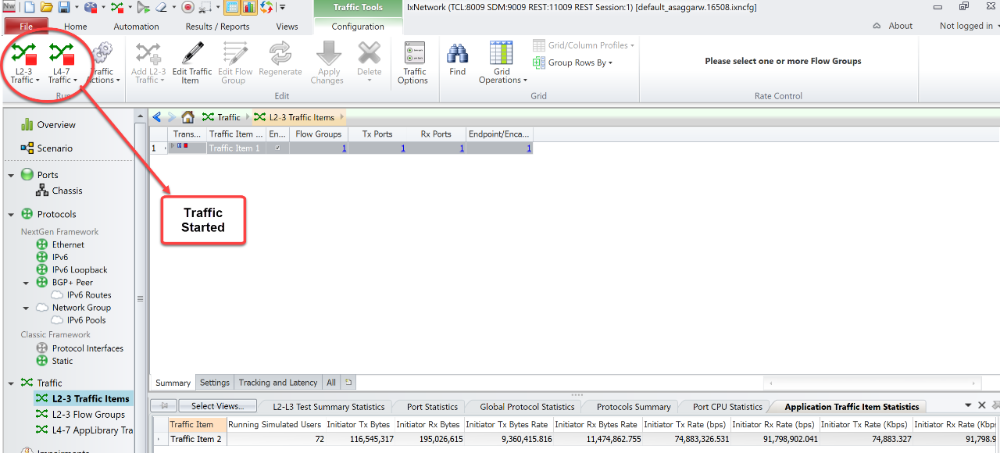 Nw
Traffic Tools
IxNetwork (TCL:8009 SDM:9009 REST:11009 REST Session:1) [default_asaggarw.16508.ixncfg]
File Home Automation Results / Reports Views Configuration About Not logged in
L2-3 Traffic
L4-7 Traffic
Traffic Actions
Add L2-3 Traffic
Edit Traffic Item
Edit Flow Group
Regenerate
Apply Changes
Delete
Traffic Options
Find
Grid Operations
Grid/Column Profiles
Group Rows By
Please select one or more Flow Groups
Edit Grid Rate Control
Overview
Scenario
Ports
Chassis
Protocols
NextGen Framework
Ethernet
IPv6
IPv6 Loopback
BGP+ Peer
IPv6 Routes
Network Group
IPv6 Pools
Classic Framework
Protocol Interfaces
Static
Traffic
L2-3 Traffic Items
L2-3 Flow Groups
L4-7 AppLibrary Tra
Traffic L2-3 Traffic Items
Trans... Traffic Item ... En... Flow Groups Tx Ports Rx Ports Endpoint/Enca...
1 Traffic Item 1 1 1 1 1
Traffic
Started
Summary Settings Tracking and Latency All
Select Views... L2-L3 Test Summary Statistics Port Statistics Global Protocol Statistics Protocols Summary Port CPU Statistics Application Traffic Item Statistics
Traffic Item Running Simulated Users Initiator Tx Bytes Initiator Rx Bytes Initiator Tx Bytes Rate Initiator Rx Bytes Rate Initiator Tx Rate (bps) Initiator Rx Rate (bps) Initiator Tx Rate (Kbps) Initiator Rx Rate (Kb
Traffic Item 2 72 116,545,317 195,026,615 9,360,415.816 11,474,862.755 74,883,326.531 91,798,902.041 74,883.327 91,798.9